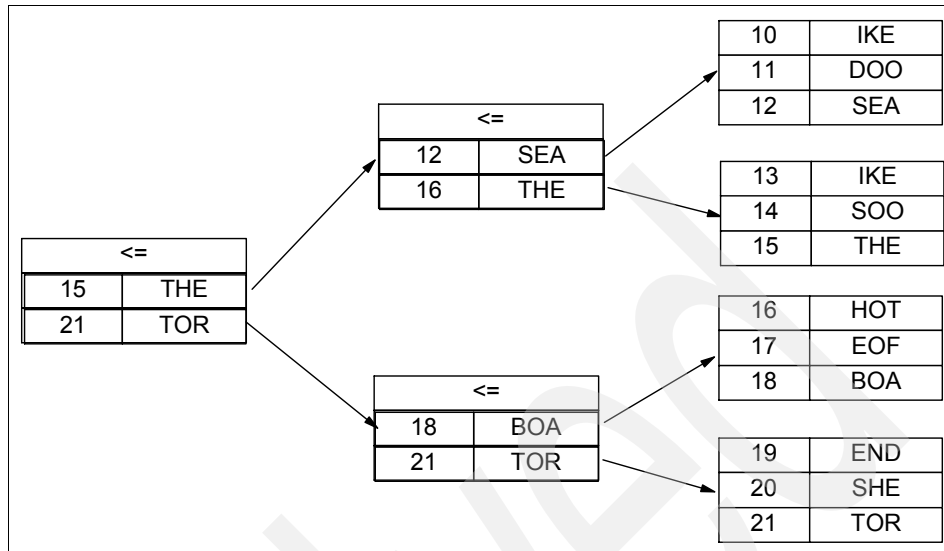 <=
15 THE
21 TOR
<=
12 SEA
16 THE
<=
18 BOA
21 TOR
10 IKE
11 DOO
12 SEA
13 IKE
14 SOO
15 THE
16 HOT
17 EOF
18 BOA
19 END
20 SHE
21 TOR